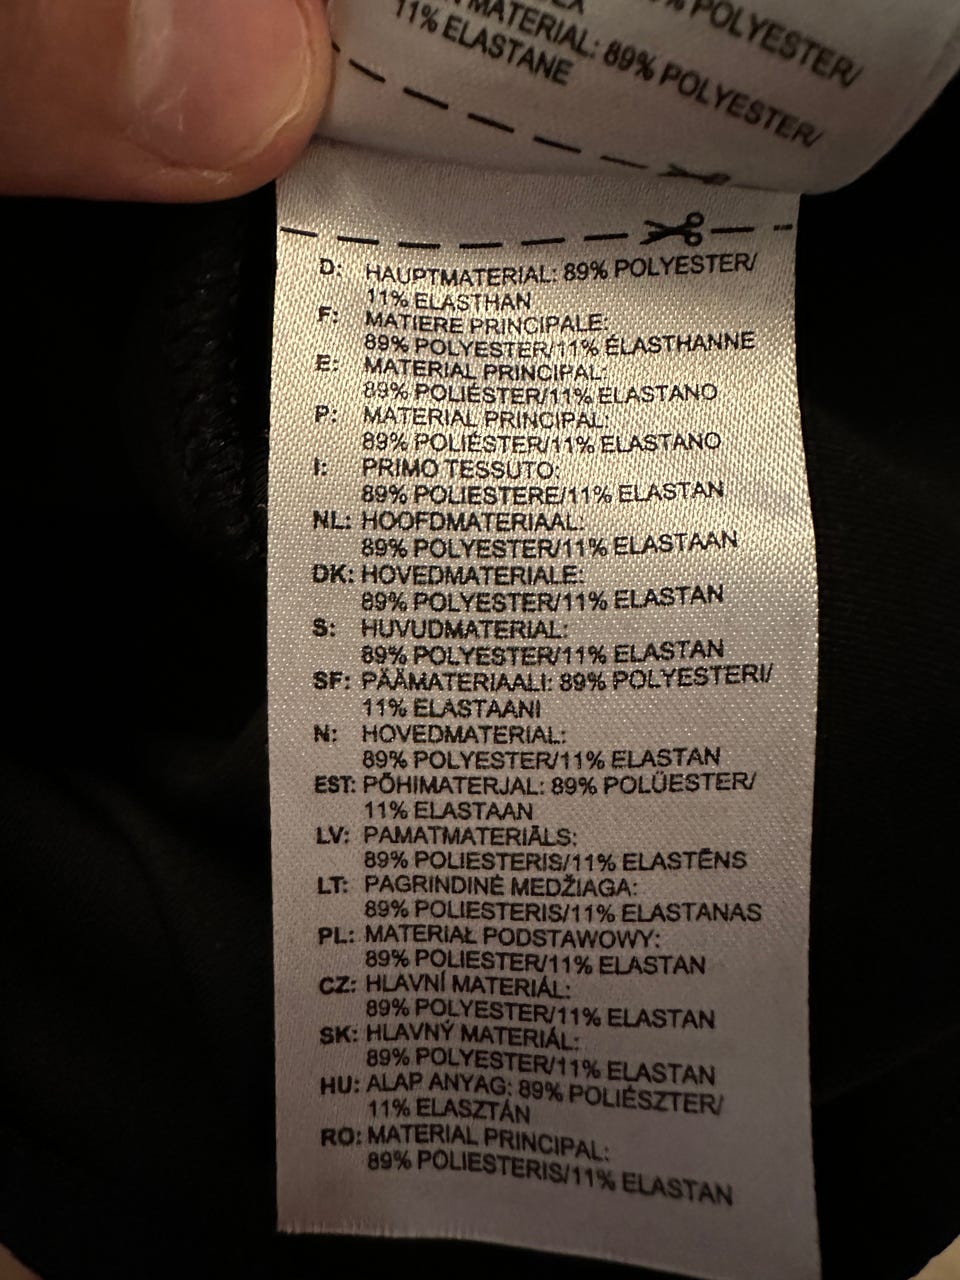 % POLYESTER/
MATERIAL: 89% POLYESTER/
11% ELASTANE
D: HAUPTMATERIAL: 89% POLYESTER/
11% ELASTHAN
F: MATIERE PRINCIPALE:
89% POLYESTER/11% ÉLASTHANNE
E: MATERIAL PRINCIPAL:
89% POLIÉSTER/11% ELASTANO
P: MATERIAL PRINCIPAL:
89% POLIÉSTER/11% ELASTANO
I: PRIMO TESSUTO:
89% POLIESTERE/11% ELASTAN
NL: HOOFDMATERIAAL:
89% POLYESTER/11% ELASTAAN
DK: HOVEDMATERIALE:
89% POLYESTER/11% ELASTAN
S: HUVUDMATERIAL:
89% POLYESTER/11% ELASTAN
SF: PÄÄMATERIAALI: 89% POLYESTERI/
11% ELASTAANI
N: HOVEDMATERIAL:
89% POLYESTER/11% ELASTAN
EST: PÕHIMATERJAL: 89% POLÜESTER/
11% ELASTAAN
LV: PAMATMATERIĀLS:
89% POLIESTERIS/11% ELASTĒNS
LT: PAGRINDINĖ MEDŽIAGA:
89% POLIESTERIS/11% ELASTANAS
PL: MATERIAŁ PODSTAWOWY:
89% POLIESTER/11% ELASTAN
CZ: HLAVNÍ MATERIÁL:
89% POLYESTER/11% ELASTAN
SK: HLAVNÝ MATERIÁL:
89% POLYESTER/11% ELASTAN
HU: ALAP ANYAG: 89% POLIÉSZTER/
11% ELASZTÁN
RO: MATERIAL PRINCIPAL:
89% POLIESTERIS/11% ELASTAN